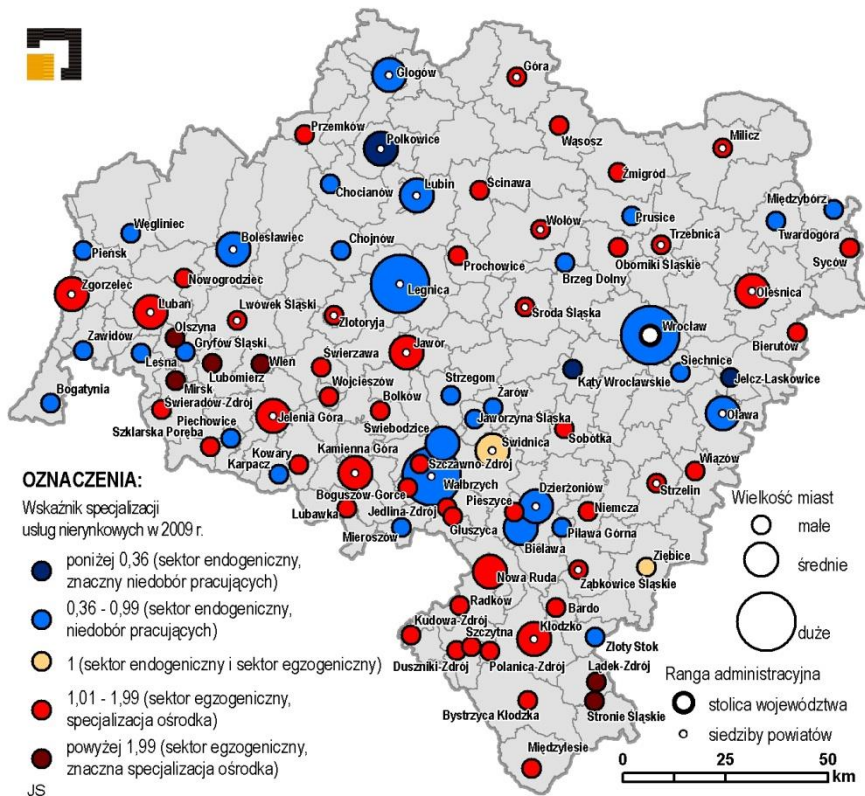 Głogów
Góra
Przemków
Polkowice
Wąsosz
Milicz
Żmigród
Chocianów
Lubin
Ścinawa
Międzybórz
Węgliniec
Wołów
Prusice
Twardogóra
Bolesławiec
Chojnów
Trzebnica
Pieńsk
Prochowice
Oborniki Śląskie
Syców
Nowogrodziec
Brzeg Dolny
Zgorzelec
Legnica
Oleśnica
Lubań
Lwówek Śląski
Złotoryja
Środa Śląska
Olszyna
Wrocław
Zawidów
Gryfów Śląski
Jawor
Bierutów
Leśna
Świerzawa
Siechnice
Lubomierz
Wleń
Kąty Wrocławskie
Jelcz-Laskowice
Mirsk
Wojcieszów
Strzegom
Żarów
Bogatynia
Świeradów-Zdrój
Bolków
Jaworzyna Śląska
Oława
Piechowice
Jelenia Góra
Świebodzice
Sobótka
Szklarska Poręba
Świdnica
Kowary
Kamienna Góra
Szczawno-Zdrój
Wiązów
Karpacz
Wałbrzych
Dzierżoniów
Strzelin
Boguszów-Gorce
Pieszyce
Niemcza
Lubawka
Jedlina-Zdrój
Głuszyca
Piława Górna
Mieroszów
Bielawa
Ziębice
Nowa Ruda
Ząbkowice Śląskie
Radków
Bardo
Kudowa-Zdrój
Kłodzko
Szczytna
Złoty Stok
Duszniki-Zdrój
Polanica-Zdrój
Lądek-Zdrój
Bystrzyca Kłodzka
Stronie Śląskie
Międzylesie
OZNACZENIA:
Wskaźnik specjalizacji
usług nierynkowych w 2009 r.
poniżej 0,36 (sektor endogeniczny,
znaczny niedobór pracujących)
0,36 - 0,99 (sektor endogeniczny,
niedobór pracujących)
1 (sektor endogeniczny i sektor egzogeniczny)
1,01 - 1,99 (sektor egzogeniczny,
specjalizacja ośrodka)
powyżej 1,99 (sektor egzogeniczny,
znaczna specjalizacja ośrodka)
JS
Wielkość miast
małe
średnie
duże
Ranga administracyjna
stolica województwa
siedziby powiatów
0 25 50
km